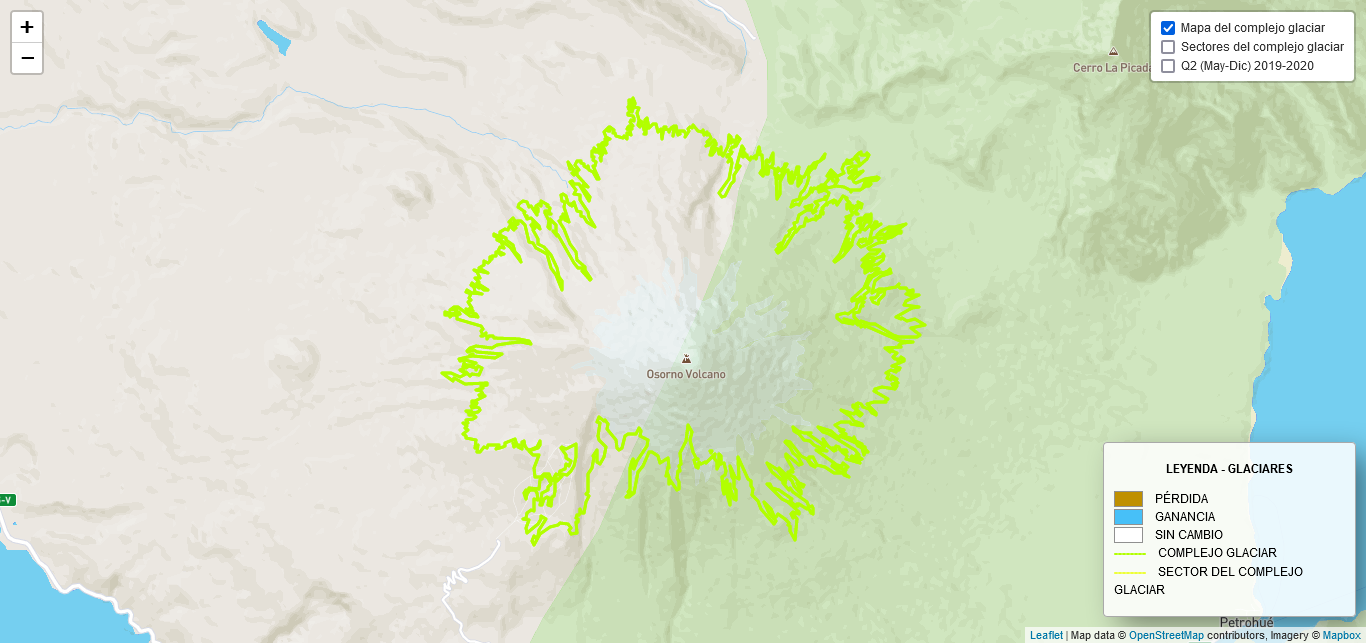 +
−
Mapa del complejo glaciar
Sectores del complejo glaciar
Q2 (May-Dic) 2019-2020
Cerro La Picada
Osorno Volcano
-V
LEYENDA - GLACIARES
PÉRDIDA
GANANCIA
SIN CAMBIO
COMPLEJO GLACIAR
SECTOR DEL COMPLEJO
GLACIAR
Petrohué
Leaflet | Map data © OpenStreetMap contributors, Imagery © Mapbox